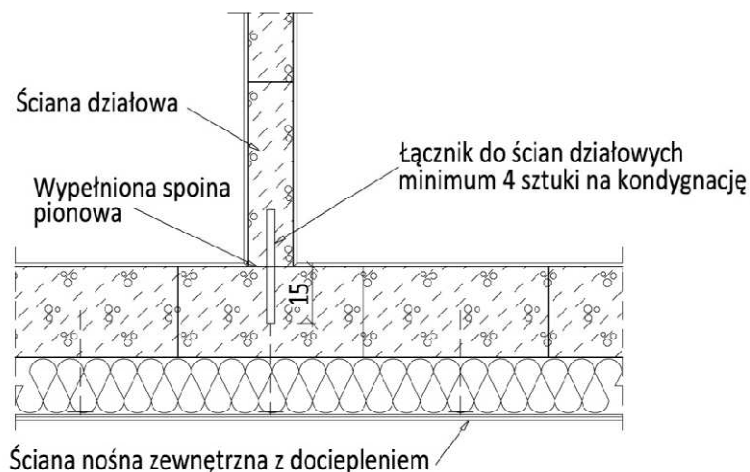 Ściana działowa
Wypełniona spoina
pionowa
Łącznik do ścian działowych
minimum 4 sztuki na kondygnację
15
Ściana nośna zewnętrzna z dociepleniem